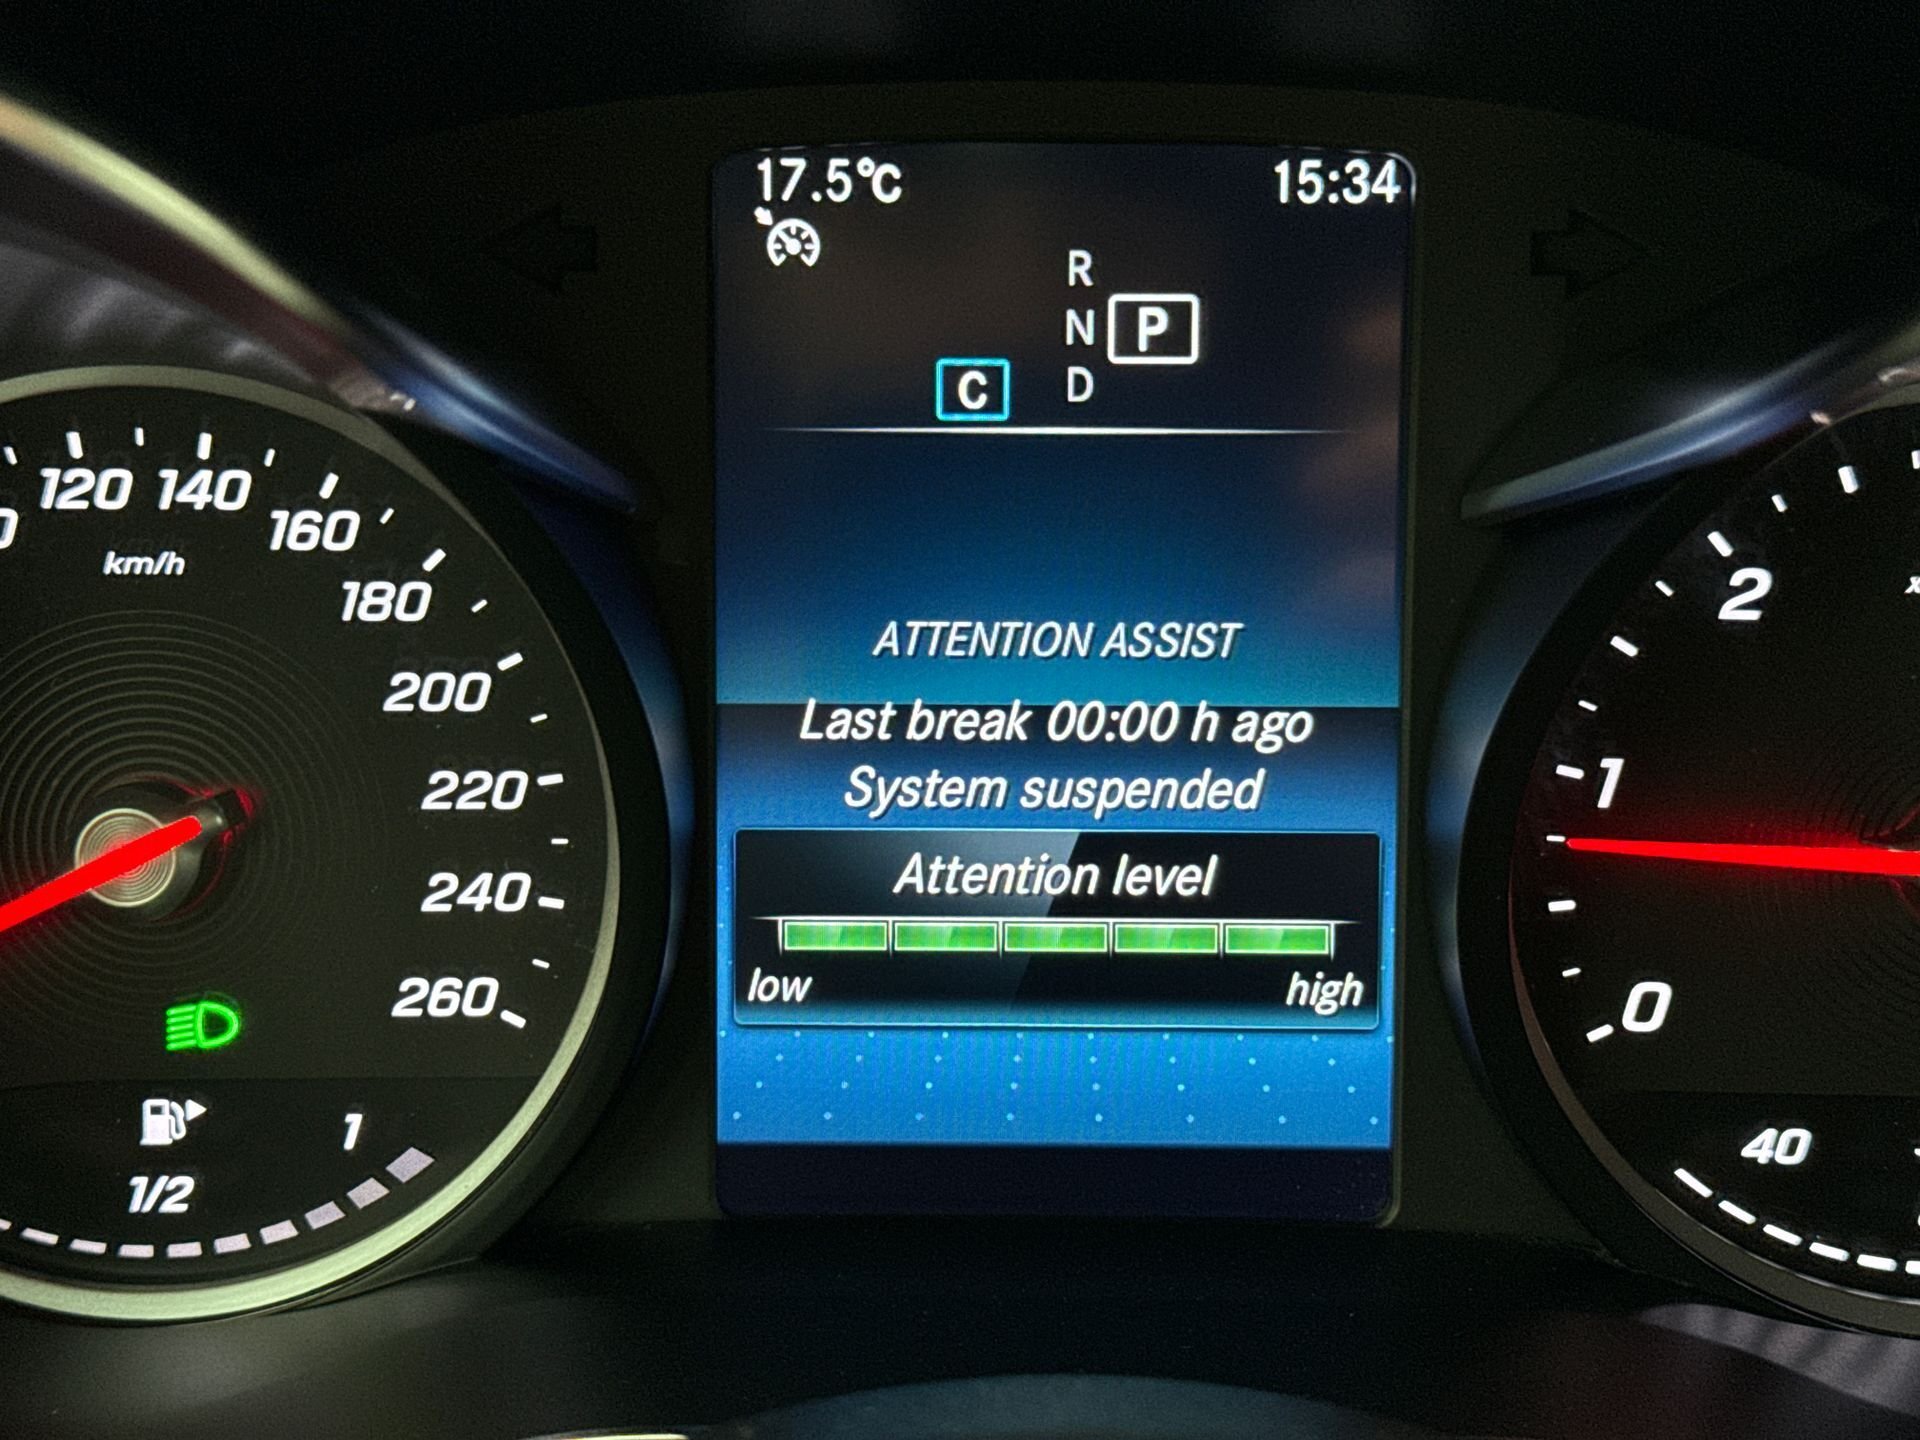 17.5°C 15:34
R
N P
C D
120 140 160 180 200 220 240 260
km/h
ATTENTION ASSIST
Last break 00:00 h ago
System suspended
Attention level
low high
1/2 1
2
1
0
40